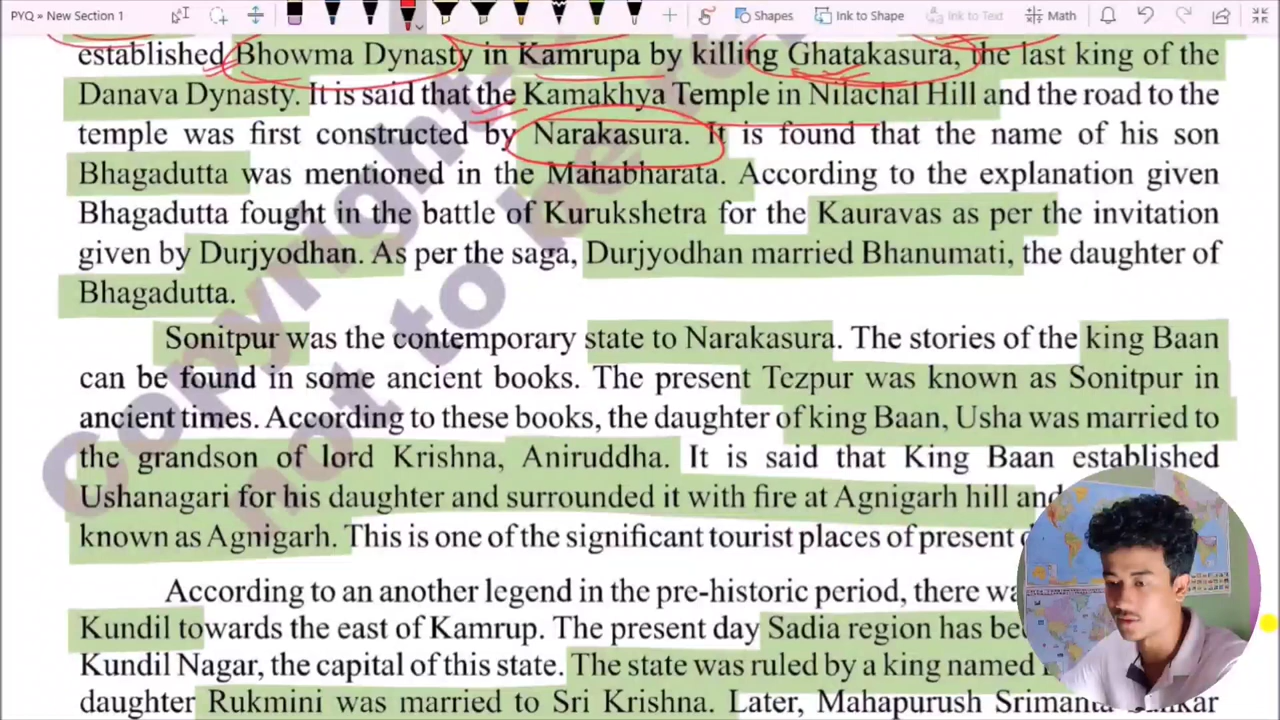 PYQ » New Section 1
Shapes
Ink to Shape
Ink to Text
Math
established Bhowma Dynasty in Kamrupa by killing Ghatakasura, the last king of the
Danava Dynasty. It is said that the Kamakhya Temple in Nilachal Hill and the road to the
temple was first constructed by Narakasura. It is found that the name of his son
Bhagadutta was mentioned in the Mahabharata. According to the explanation given
Bhagadutta fought in the battle of Kurukshetra for the Kauravas as per the invitation
given by Durjyodhan. As per the saga, Durjyodhan married Bhanumati, the daughter of
Bhagadutta.
Sonitpur was the contemporary state to Narakasura. The stories of the king Baan
can be found in some ancient books. The present Tezpur was known as Sonitpur in
ancient times. According to these books, the daughter of king Baan, Usha was married to
the grandson of lord Krishna, Aniruddha. It is said that King Baan established
Ushanagari for his daughter and surrounded it with fire at Agnigarh hill and
known as Agnigarh. This is one of the significant tourist places of present
According to an another legend in the pre-historic period, there
Kundil towards the east of Kamrup. The present day Sadia region has
Kundil Nagar, the capital of this state. The state was ruled by a king named
daughter Rukmini was married to Sri Krishna. Later, Mahapurush Srimanta
Copyright
not to be